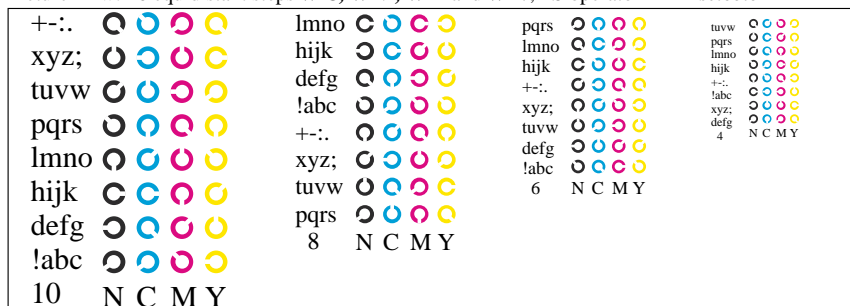 +-:.
xyz;
tuvw
pqrs
lmno
hijk
defg
!abc
10 N C M Y
lmno
hijk
defg
!abc
+-:.
xyz;
tuvw
pqrs
8 N C M Y
pqrs
lmno
hijk
+-:.
xyz;
tuvw
defg
!abc
6 N C M Y
tuvw
pqrs
lmno
hijk
+-:.
!abc
xyz;
defg
4 N C M Y